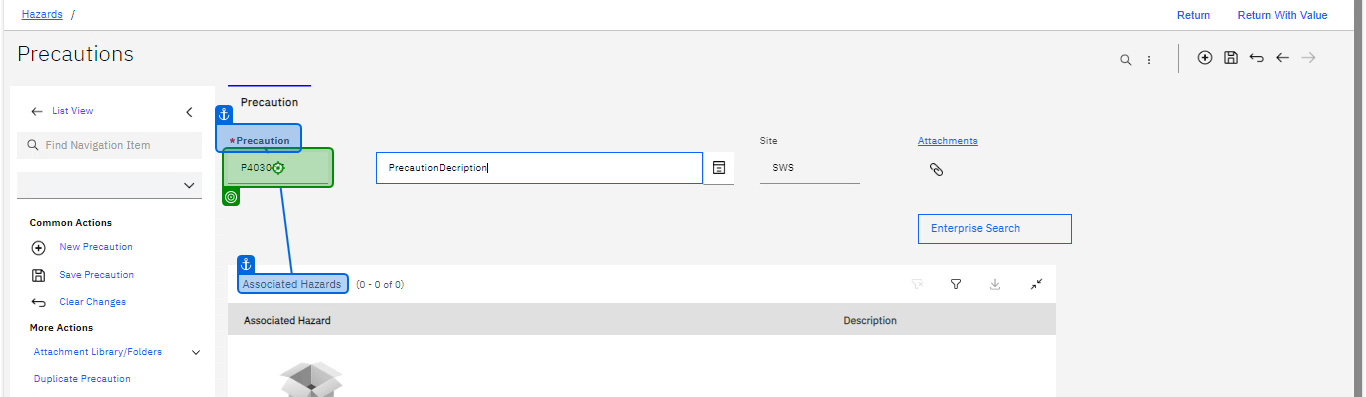 Hazards /
Return Return With Value
Precautions
Precaution
List View
*Precaution
Site
Attachments
Find Navigation Item
P4030
PrecautionDecription
SWS
Common Actions
Enterprise Search
New Precaution
Save Precaution
Associated Hazards (0 - 0 of 0)
Clear Changes
Associated Hazard Description
More Actions
Attachment Library/Folders
Duplicate Precaution